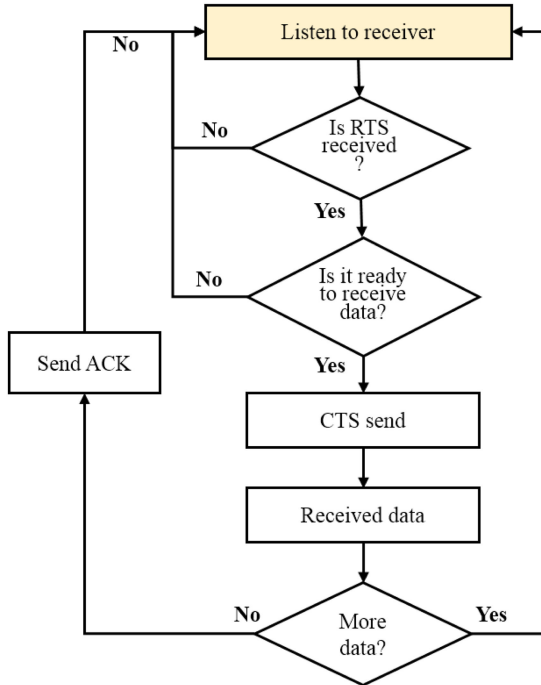 No
Listen to receiver
No
Is RTS
received
?
Yes
No
Is it ready
to receive
data?
Yes
Send ACK
CTS send
Received data
No
More
data?
Yes